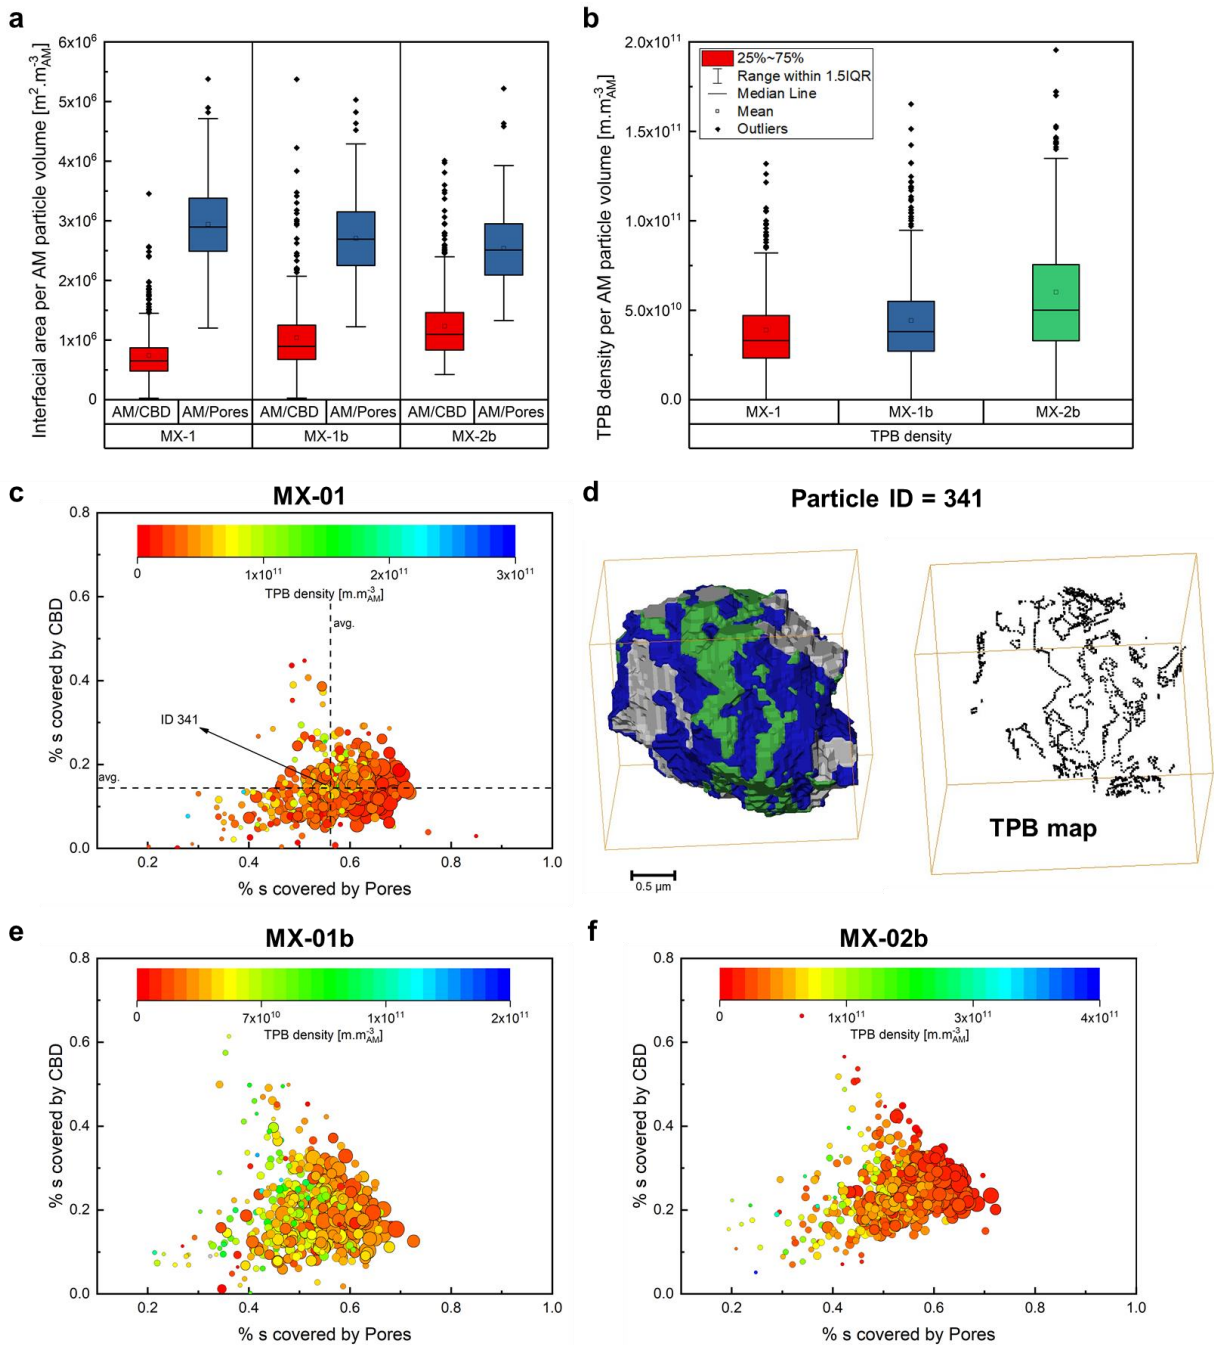 a
Interfacial area per AM particle volume [m².m⁻³AM]
6x10⁶
5x10⁶
4x10⁶
3x10⁶
2x10⁶
1x10⁶
0
AM/CBD AM/Pores AM/CBD AM/Pores AM/CBD AM/Pores
MX-1 MX-1b MX-2b
b
TPB density per AM particle volume [m.m⁻³AM]
2.0x10¹¹
1.5x10¹¹
1.0x10¹¹
5.0x10¹⁰
0.0
25%~75%
Range within 1.5IQR
Median Line
Mean
Outliers
MX-1 MX-1b MX-2b
TPB density
c
MX-01
% s covered by CBD
0.8
0.6
0.4
0.2
0.0
0 1x10¹¹ 2x10¹¹ 3x10¹¹
TPB density [m.m⁻³AM]
avg.
ID 341
avg.
0.2 0.4 0.6 0.8 1.0
% s covered by Pores
d
Particle ID = 341
TPB map
0.5 µm
e
MX-01b
% s covered by CBD
0.8
0.6
0.4
0.2
0.0
0 7x10¹⁰ 1x10¹¹ 2x10¹¹
TPB density [m.m⁻³AM]
0.2 0.4 0.6 0.8 1.0
% s covered by Pores
f
MX-02b
% s covered by CBD
0.8
0.6
0.4
0.2
0.0
0 1x10¹¹ 3x10¹¹ 4x10¹¹
TPB density [m.m⁻³AM]
0.2 0.4 0.6 0.8 1.0
% s covered by Pores